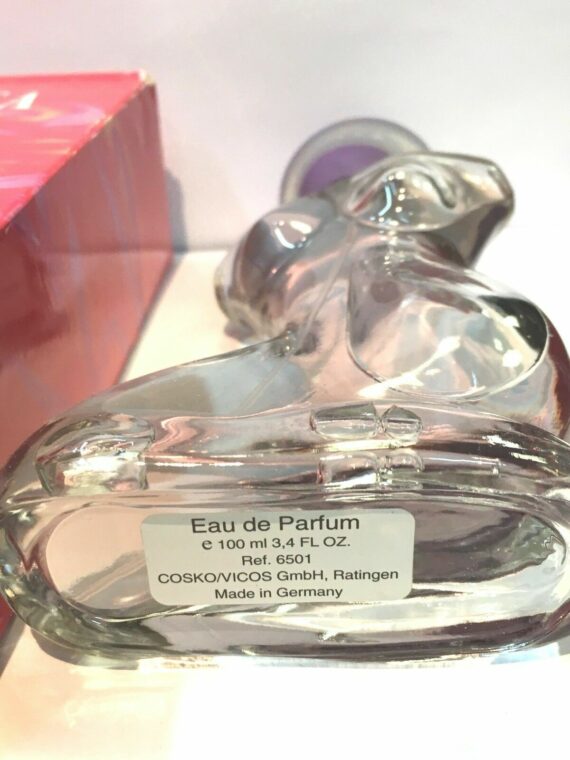 Eau de Parfum
℮ 100 ml 3,4 FL OZ.
Ref. 6501
COSKO/VICOS GmbH, Ratingen
Made in Germany